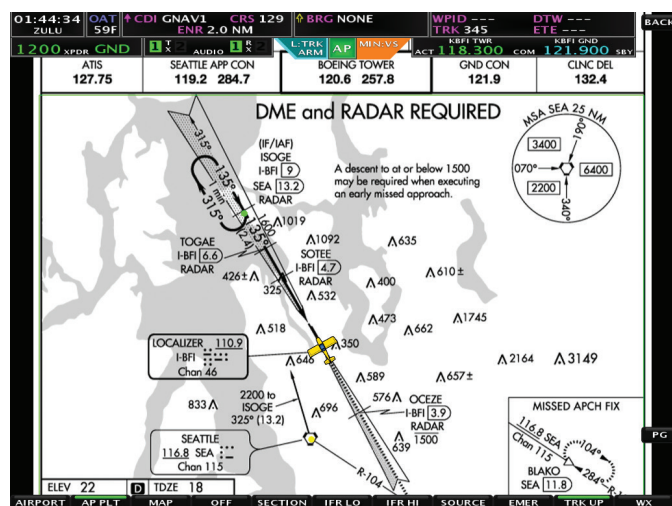 01:44:34 OAT CDI GNAV1 CRS 129 BRG NONE WPID --- DTW ---
ZULU 59F ENR 2.0 NM TRK 345 ETE ---
BACK
1200 XPDR GND 1 T X AUDIO 1 R X L:TRK ARM AP MIN:VS KBFI TWR ACT 118.300 COM KBFI GND 121.900 SBY
ATIS SEATTLE APP CON BOEING TOWER GND CON CLNC DEL
127.75 119.2 284.7 120.6 257.8 121.9 132.4
DME and RADAR REQUIRED
MSA SEA 25 NM
3400
090°
070°
6400
2200
340°
315°
(IF/IAF)
ISOGE
I-BFI 9
SEA 13.2
RADAR
135°
1 min
315°
A descent to at or below 1500
may be required when executing
an early missed approach.
1019
600
135°
(2.4)
TOGAE
I-BFI 6.6
RADAR
1092
635
SOTEE
I-BFI 4.7
RADAR
426±
325
532
400
610±
518
473
662
1745
LOCALIZER 110.9
I-BFI
Chan 46
350
646
2164
3149
589
657±
2200 to
ISOGE
325° (13.2)
833
696
576
OCEZE
I-BFI 3.9
RADAR
1500
639
SEATTLE
116.8 SEA
Chan 115
R-104
MISSED APCH FIX
116.8 SEA
Chan 115
104°
284°
BLAKO
SEA 11.8
PG
ELEV 22 D TDZE 18
AIRPORT AP PLT MAP OFF SECTION IFR LO IFR HI SOURCE EMER TRK UP WX